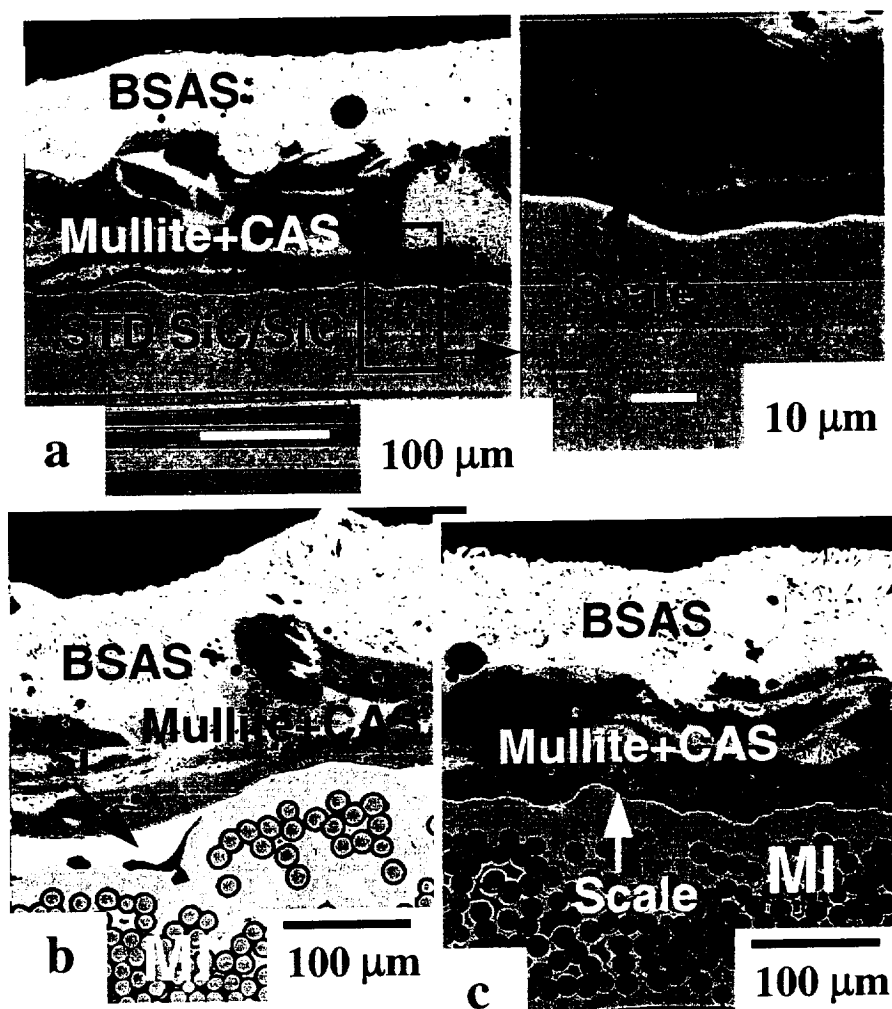 BSAS
Mullite+CAS
STD SiC/SiC
Scale
a
100 μm
10 μm
BSAS
Mullite+CAS
MI
b
100 μm
BSAS
Mullite+CAS
Scale
MI
c
100 μm